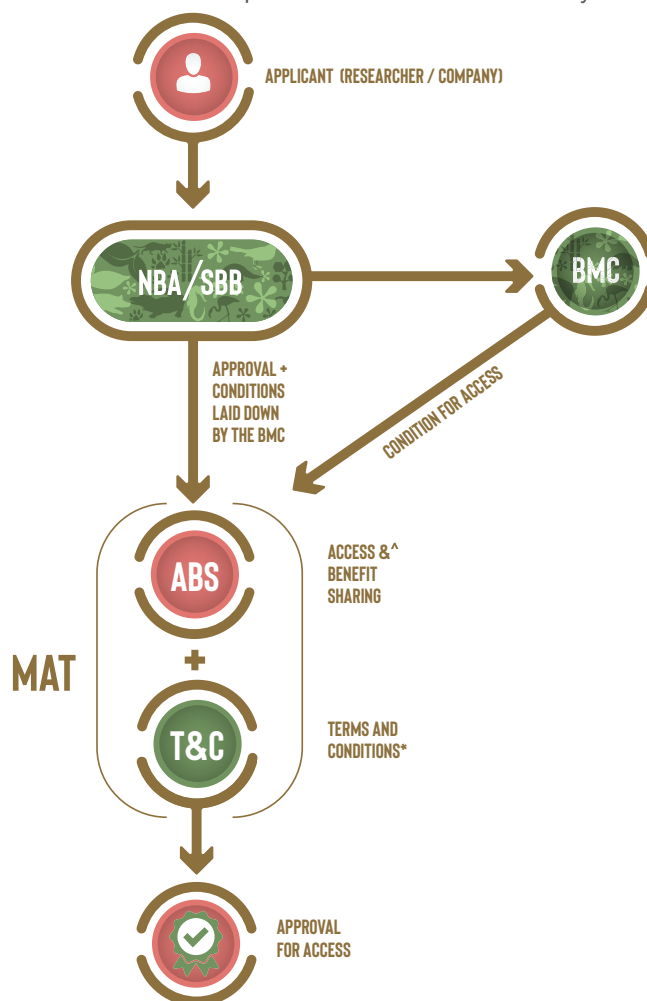 APPLICANT (RESEARCHER / COMPANY)
NBA/SBB
BMC
APPROVAL +
CONDITIONS
LAID DOWN
BY THE BMC
CONDITION FOR ACCESS
ABS
ACCESS &^
BENEFIT
SHARING
+
MAT
T&C
TERMS AND
CONDITIONS*
APPROVAL
FOR ACCESS